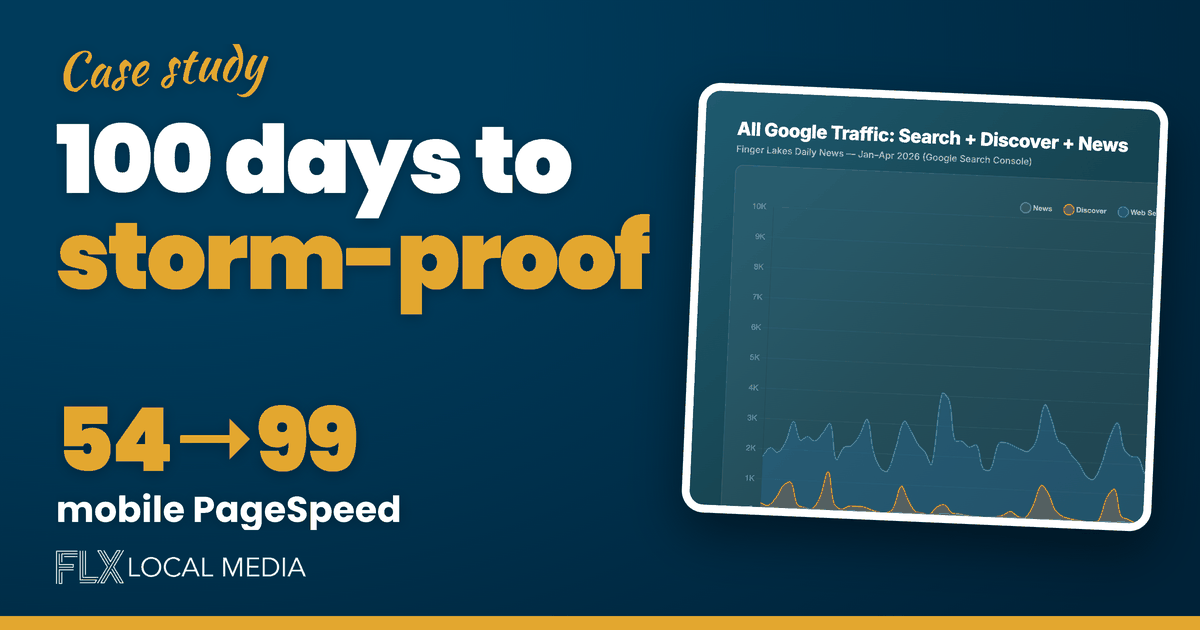 Case study
100 days to
storm-proof
54→99
mobile PageSpeed
FLX LOCAL MEDIA
All Google Traffic: Search + Discover + News
Finger Lakes Daily News — Jan–Apr 2026 (Google Search Console)
News Discover Web Se
10K
9K
8K
7K
6K
5K
4K
3K
2K
1K